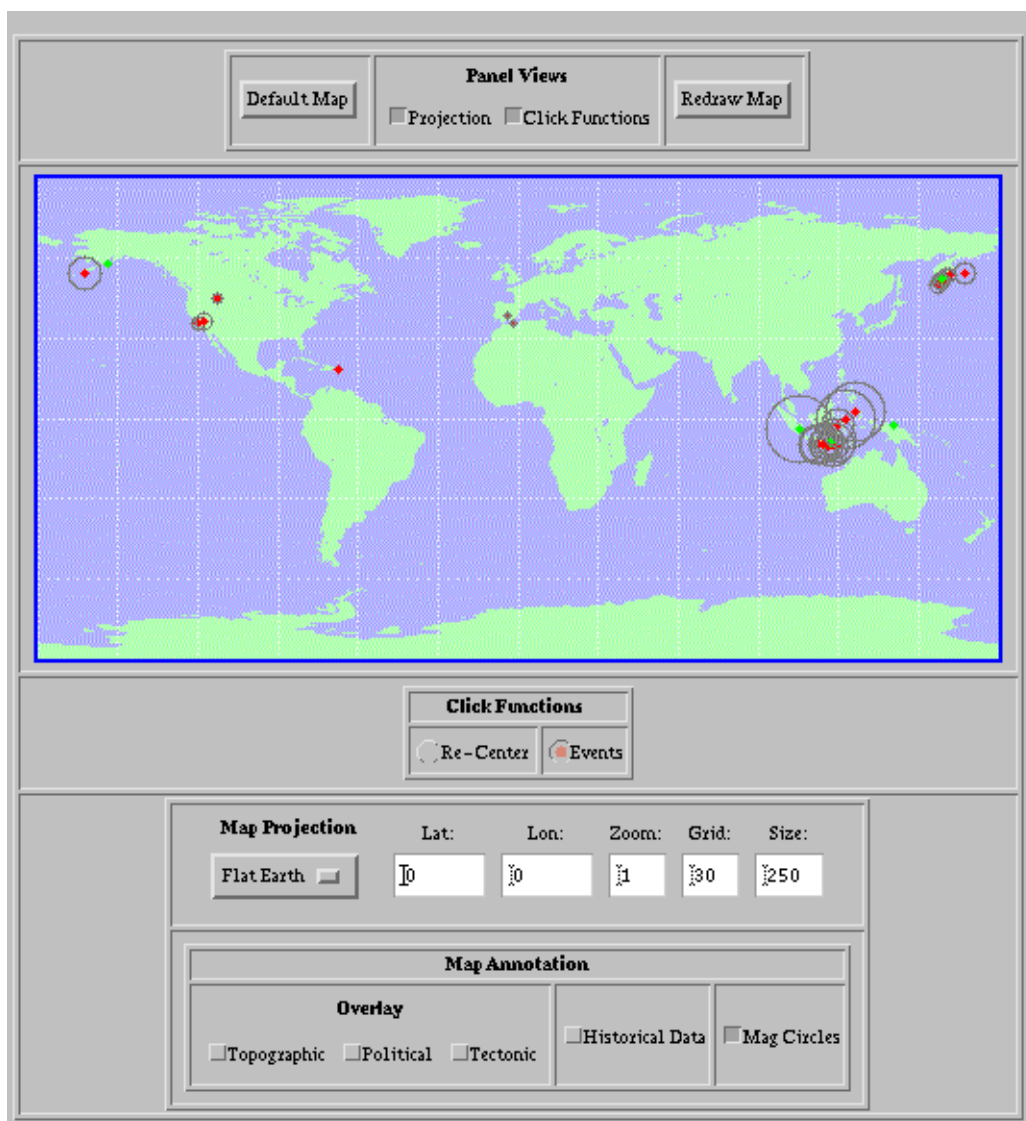 Panel Views
Default Map
Projection Click Functions
Redraw Map
Click Functions
Re-Center Events
Map Projection Lat: Lon: Zoom: Grid: Size:
Flat Earth 0 0 1 30 250
Map Annotation
Overlay
Topographic Political Tectonic
Historical Data Mag Circles